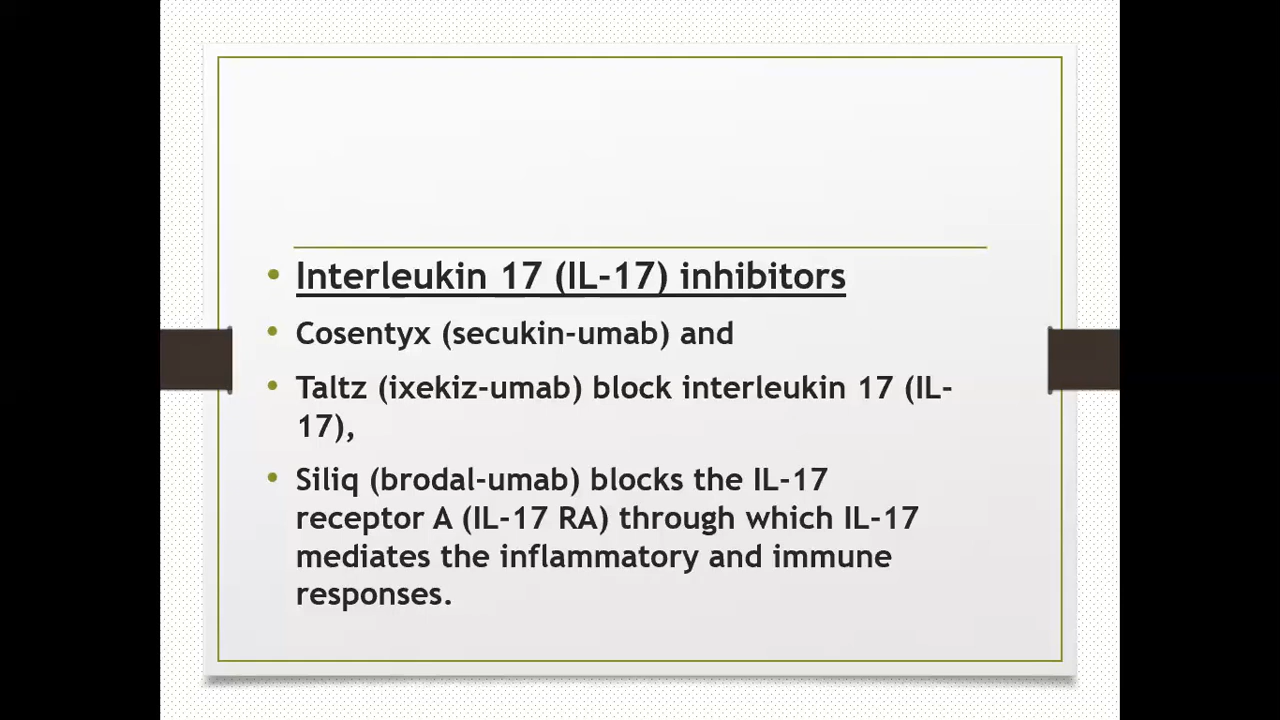 • Interleukin 17 (IL-17) inhibitors
• Cosentyx (secukin-umab) and
• Taltz (ixekiz-umab) block interleukin 17 (IL-
17),
• Siliq (brodal-umab) blocks the IL-17
receptor A (IL-17 RA) through which IL-17
mediates the inflammatory and immune
responses.